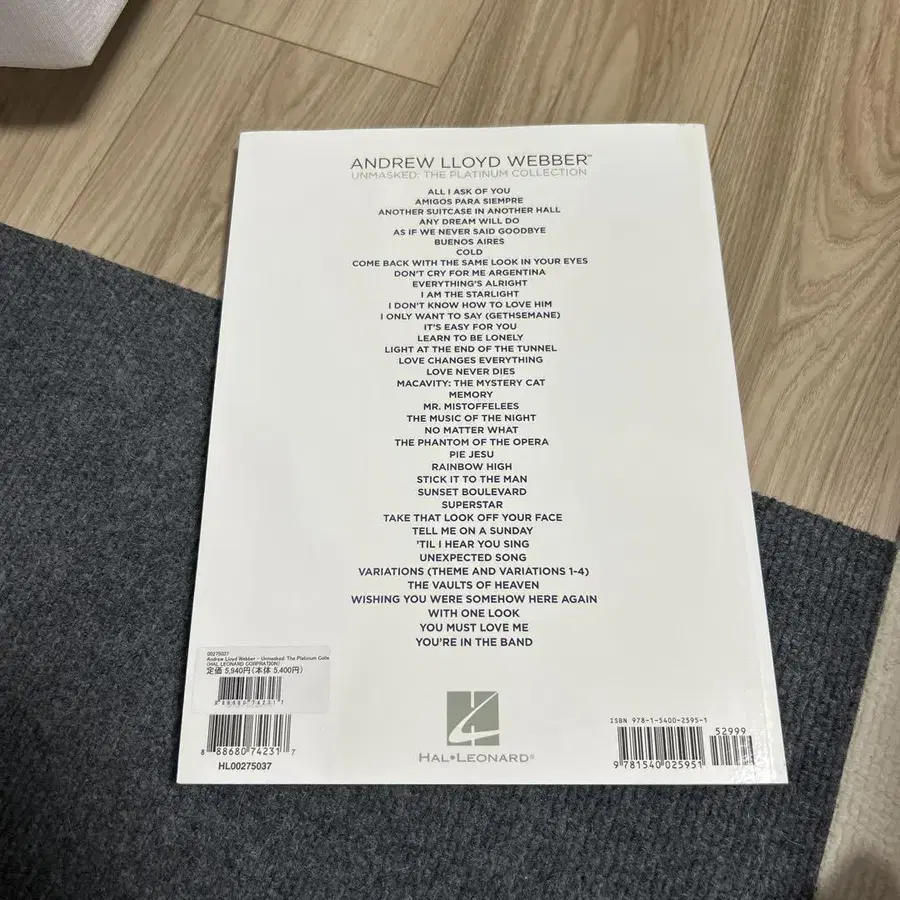 ANDREW LLOYD WEBBER™
UNMASKED: THE PLATINUM COLLECTION
ALL I ASK OF YOU
AMIGOS PARA SIEMPRE
ANOTHER SUITCASE IN ANOTHER HALL
ANY DREAM WILL DO
AS IF WE NEVER SAID GOODBYE
BUENOS AIRES
COLD
COME BACK WITH THE SAME LOOK IN YOUR EYES
DON'T CRY FOR ME ARGENTINA
EVERYTHING'S ALRIGHT
I AM THE STARLIGHT
I DON'T KNOW HOW TO LOVE HIM
I ONLY WANT TO SAY (GETHSEMANE)
IT'S EASY FOR YOU
LEARN TO BE LONELY
LIGHT AT THE END OF THE TUNNEL
LOVE CHANGES EVERYTHING
LOVE NEVER DIES
MACAVITY: THE MYSTERY CAT
MEMORY
MR. MISTOFFELEES
THE MUSIC OF THE NIGHT
NO MATTER WHAT
THE PHANTOM OF THE OPERA
PIE JESU
RAINBOW HIGH
STICK IT TO THE MAN
SUNSET BOULEVARD
SUPERSTAR
TAKE THAT LOOK OFF YOUR FACE
TELL ME ON A SUNDAY
'TIL I HEAR YOU SING
UNEXPECTED SONG
VARIATIONS (THEME AND VARIATIONS 1-4)
THE VAULTS OF HEAVEN
WISHING YOU WERE SOMEHOW HERE AGAIN
WITH ONE LOOK
YOU MUST LOVE ME
YOU'RE IN THE BAND
00275037
Andrew Lloyd Webber - Unmasked: The Platinum Colle
(HAL LEONARD CORPRATION)
定価 5,940円(本体 5,400円)
8 88680 74231 7
HL00275037
HAL•LEONARD®
ISBN 978-1-5400-2595-1
52999
9 781540 025951